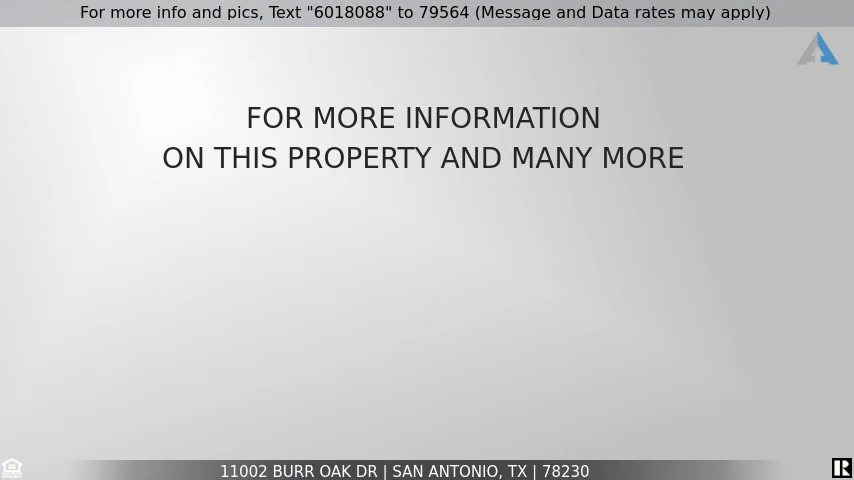 For more info and pics, Text "6018088" to 79564 (Message and Data rates may apply)
FOR MORE INFORMATION
ON THIS PROPERTY AND MANY MORE
11002 BURR OAK DR | SAN ANTONIO, TX | 78230